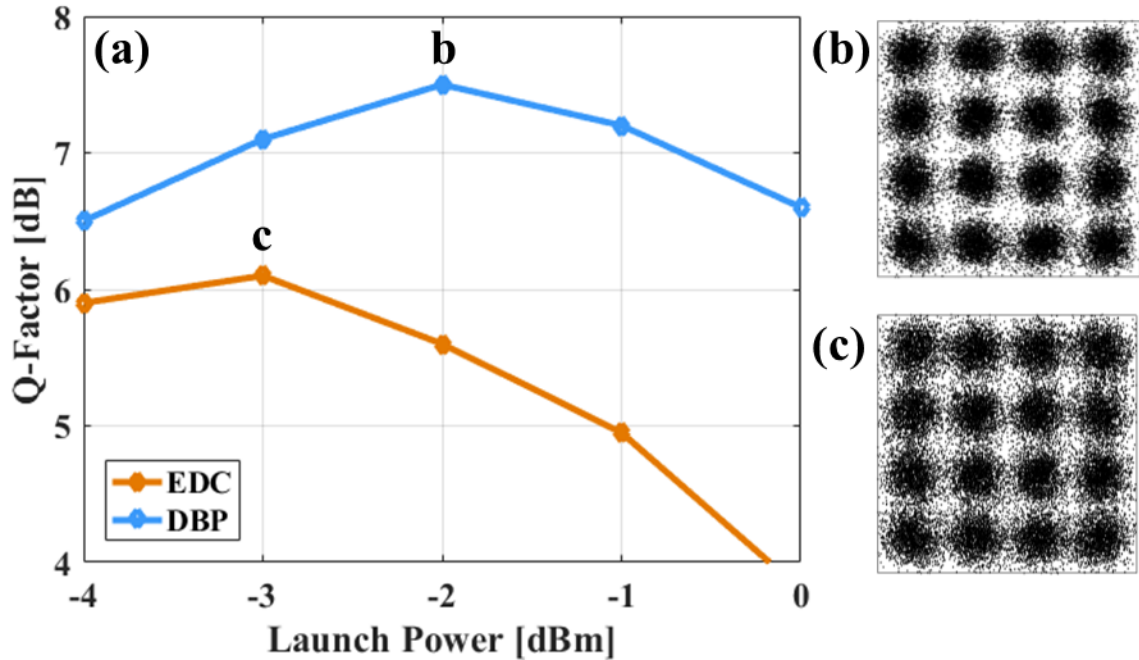 (a)
b
c
Q-Factor [dB]
8
7
6
5
4
-4 -3 -2 -1 0
Launch Power [dBm]
EDC
DBP
(b)
(c)